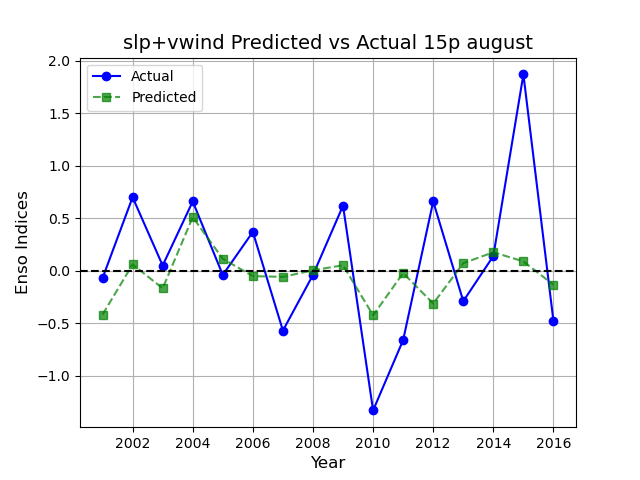 slp+vwind Predicted vs Actual 15p august
Actual
Predicted
Enso Indices
2.0
1.5
1.0
0.5
0.0
−0.5
−1.0
2002 2004 2006 2008 2010 2012 2014 2016
Year